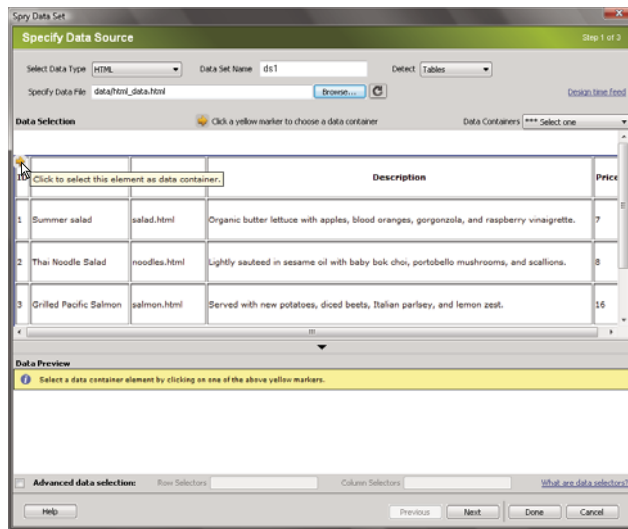 Spry Data Set
Specify Data Source Step 1 of 3
Select Data Type HTML Data Set Name ds1 Detect: Tables
Specify Data File data/html_data.html Browse... Design time feed
Data Selection Click a yellow marker to choose a data container Data Containers *** Select one
Click to select this element as data container.
Description Price
1 Summer salad salad.html Organic butter lettuce with apples, blood oranges, gorgonzola, and raspberry vinaigrette. 7
2 Thai Noodle Salad noodles.html Lightly sauteed in sesame oil with baby bok choi, portobello mushrooms, and scallions. 8
3 Grilled Pacific Salmon salmon.html Served with new potatoes, diced beets, Italian parlsey, and lemon zest. 16
Data Preview
Select a data container element by clicking on one of the above yellow markers.
Advanced data selection: Row Selectors Column Selectors What are data selectors?
Help Previous Next Done Cancel